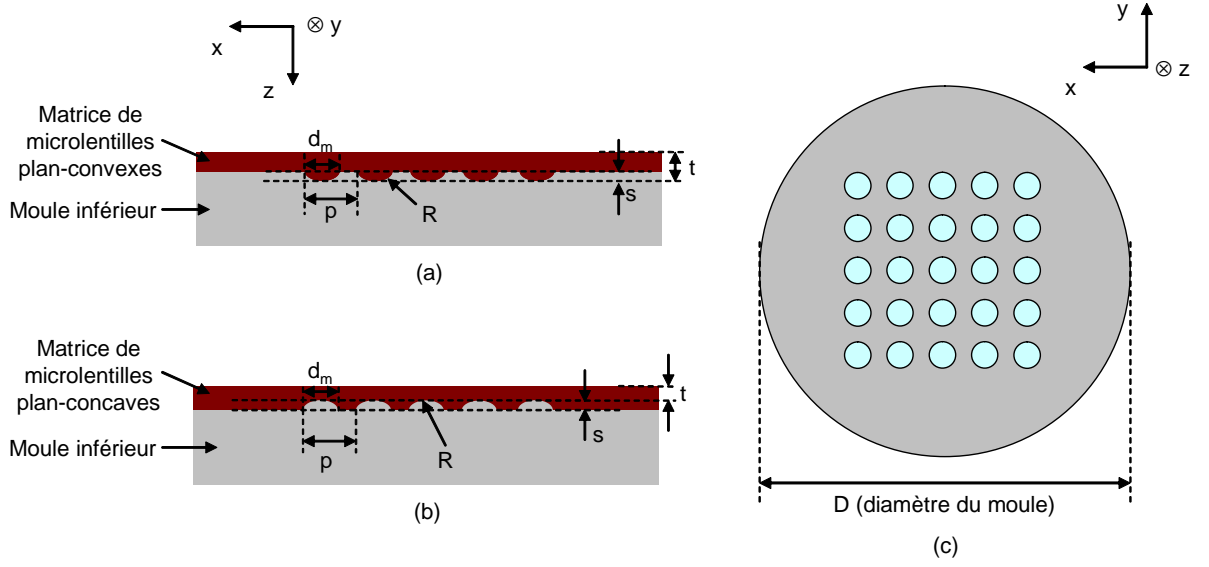 x
⊗ y
z
Matrice de
microlentilles
plan-convexes
Moule inférieur
d_m
p
R
s
t
(a)
Matrice de
microlentilles
plan-concaves
Moule inférieur
d_m
p
R
s
t
(b)
y
x
⊗ z
D (diamètre du moule)
(c)